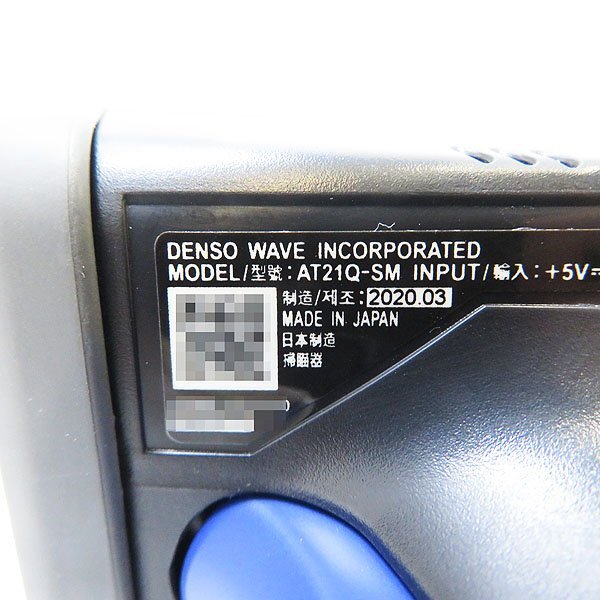 DENSO WAVE INCORPORATED
MODEL/型號: AT21Q-SM INPUT/輸入: +5V⎓
制造/제조: 2020.03
MADE IN JAPAN
日本制造
掃瞄器